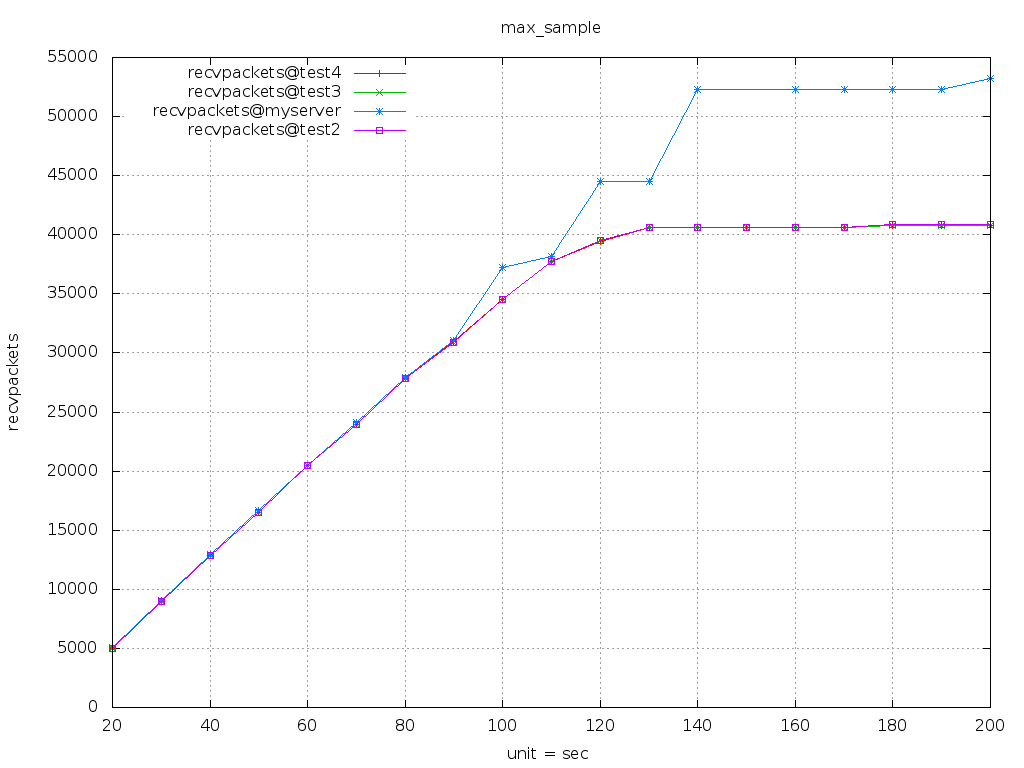 max_sample
55000
50000
45000
40000
35000
30000
25000
20000
15000
10000
5000
0
recvpackets@test4
recvpackets@test3
recvpackets@myserver
recvpackets@test2
recvpackets
20 40 60 80 100 120 140 160 180 200
unit = sec